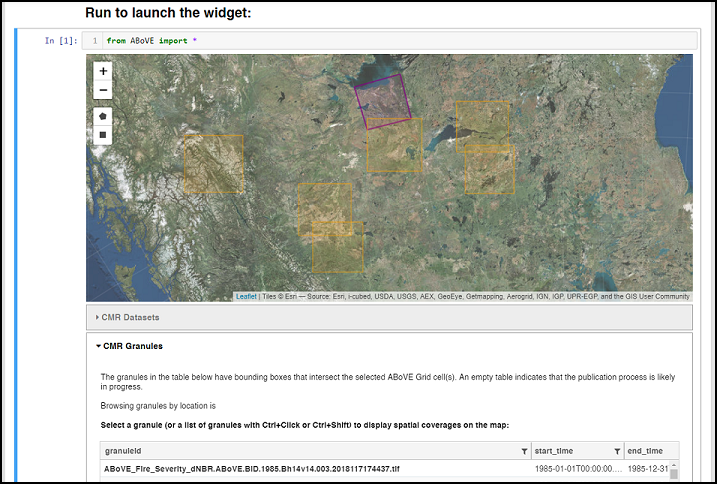 Run to launch the widget:
In [1]: 1 from ABoVE import *
+
−
Leaflet | Tiles © Esri — Source: Esri, i-cubed, USDA, USGS, AEX, GeoEye, Getmapping, Aerogrid, IGN, IGP, UPR-EGP, and the GIS User Community
CMR Datasets
CMR Granules
The granules in the table below have bounding boxes that intersect the selected ABoVE Grid cell(s). An empty table indicates that the publication process is likely
in progress.
Browsing granules by location is
Select a granule (or a list of granules with Ctrl+Click or Ctrl+Shift) to display spatial coverages on the map:
granuleid start_time end_time
ABoVE_Fire_Severity_dNBR.ABoVE.BID.1985.Bh14v14.003.2018117174437.tif 1985-01-01T00:00:00.... 1985-12-31